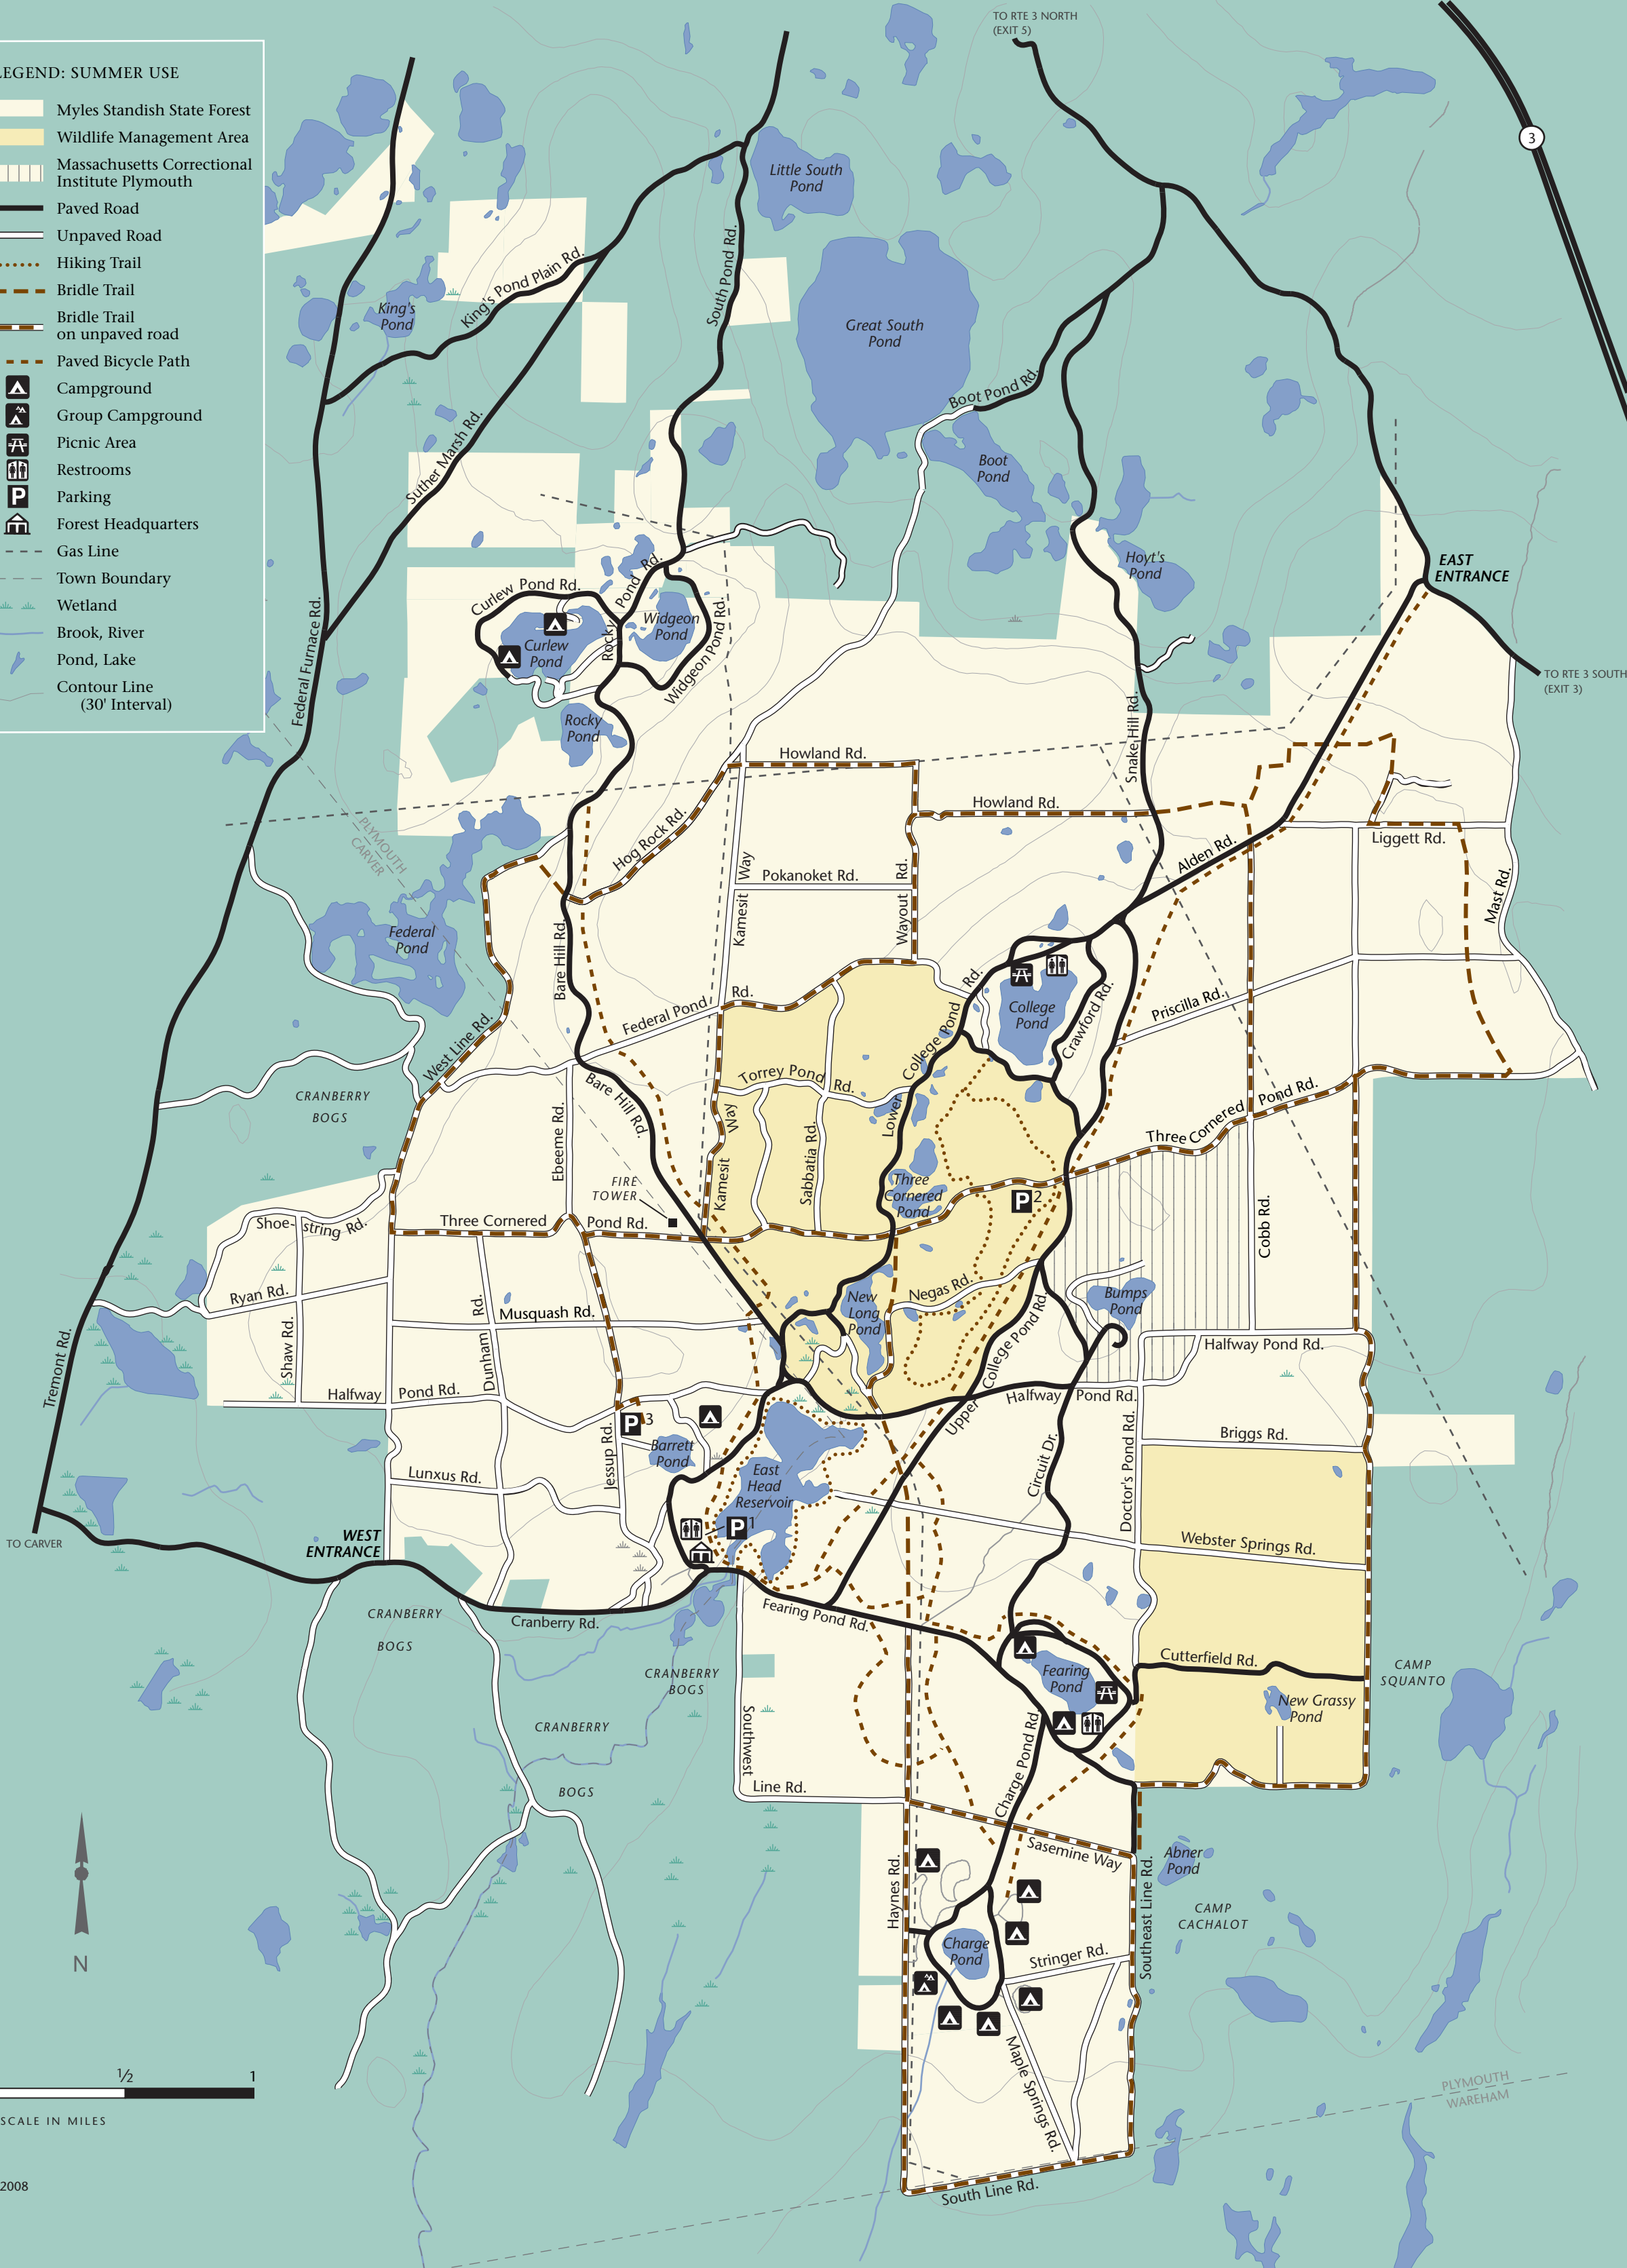 LEGEND: SUMMER USE
Myles Standish State Forest
Wildlife Management Area
Massachusetts Correctional
Institute Plymouth
Paved Road
Unpaved Road
Hiking Trail
Bridle Trail
Bridle Trail
on unpaved road
Paved Bicycle Path
Campground
Group Campground
Picnic Area
Restrooms
P
Parking
Forest Headquarters
Gas Line
Town Boundary
Wetland
Brook, River
Pond, Lake
Contour Line
(30' Interval)
TO RTE 3 NORTH
(EXIT 5)
3
Little South
Pond
South Pond Rd.
King's Pond Plain Rd.
King's
Pond
Great South
Pond
Boot Pond Rd.
Suther Marsh Rd.
Boot
Pond
Hoyt's
Pond
EAST
ENTRANCE
TO RTE 3 SOUTH
(EXIT 3)
Federal Furnace Rd.
Curlew Pond Rd.
Rocky Pond Rd.
Curlew
Pond
Widgeon
Pond
Widgeon Pond Rd.
Rocky
Pond
Snake Hill Rd.
Howland Rd.
Howland Rd.
Hog Rock Rd.
PLYMOUTH
CARVER
Liggett Rd.
Alden Rd.
Mast Rd.
Pokanoket Rd.
Kamesit Way
Wayout Rd.
Federal
Pond
Bare Hill Rd.
College
Pond
Crawford Rd.
Priscilla Rd.
Federal Pond Rd.
Lower College Pond Rd.
West Line Rd.
Torrey Pond Rd.
CRANBERRY
BOGS
Bare Hill Rd.
Ebeeme Rd.
Kamesit Way
Sabbatia Rd.
Three Cornered Pond Rd.
Three
Cornered
Pond
P 2
FIRE
TOWER
Cobb Rd.
Shoe-string Rd.
Three Cornered Pond Rd.
Ryan Rd.
Shaw Rd.
Dunham Rd.
Musquash Rd.
New
Long
Pond
Negas Rd.
Bumps
Pond
Upper College Pond Rd.
Halfway Pond Rd.
Tremont Rd.
Halfway Pond Rd.
Halfway Pond Rd.
P 3
Jessup Rd.
Barrett
Pond
Circuit Dr.
Doctor's Pond Rd.
Briggs Rd.
Lunxus Rd.
East
Head
Reservoir
P 1
Webster Springs Rd.
TO CARVER
WEST
ENTRANCE
CRANBERRY
BOGS
Cranberry Rd.
Fearing Pond Rd.
CRANBERRY
BOGS
Fearing
Pond
Cutterfield Rd.
CAMP
SQUANTO
New Grassy
Pond
CRANBERRY
BOGS
Southwest
Line Rd.
Charge Pond Rd.
Sasemine Way
Abner
Pond
Haynes Rd.
Southeast Line Rd.
CAMP
CACHALOT
Charge
Pond
Stringer Rd.
Maple Springs Rd.
South Line Rd.
PLYMOUTH
WAREHAM
N
½
1
SCALE IN MILES
2008